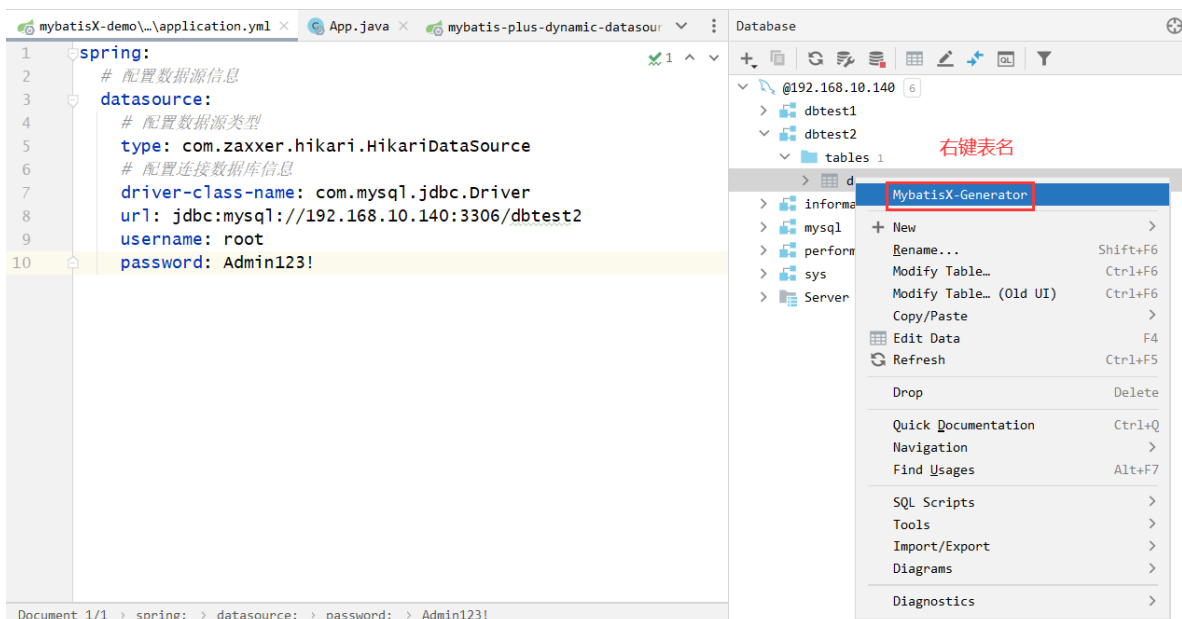 mybatisX-demo\...\application.yml
App.java
mybatis-plus-dynamic-datasour
Database
1 spring:
1
2 # 配置数据源信息
3 datasource:
4 # 配置数据源类型
5 type: com.zaxxer.hikari.HikariDataSource
6 # 配置连接数据库信息
7 driver-class-name: com.mysql.jdbc.Driver
8 url: jdbc:mysql://192.168.10.140:3306/dbtest2
9 username: root
10 password: Admin123!
Document 1/1 › spring: › datasource: › password: › Admin123!
QL
@192.168.10.140 6
dbtest1
dbtest2
tables 1
右键表名
d
informa
mysql
perform
sys
Server
MybatisX-Generator
New
Rename... Shift+F6
Modify Table… Ctrl+F6
Modify Table… (Old UI) Ctrl+F6
Copy/Paste
Edit Data F4
Refresh Ctrl+F5
Drop Delete
Quick Documentation Ctrl+Q
Navigation
Find Usages Alt+F7
SQL Scripts
Tools
Import/Export
Diagrams
Diagnostics